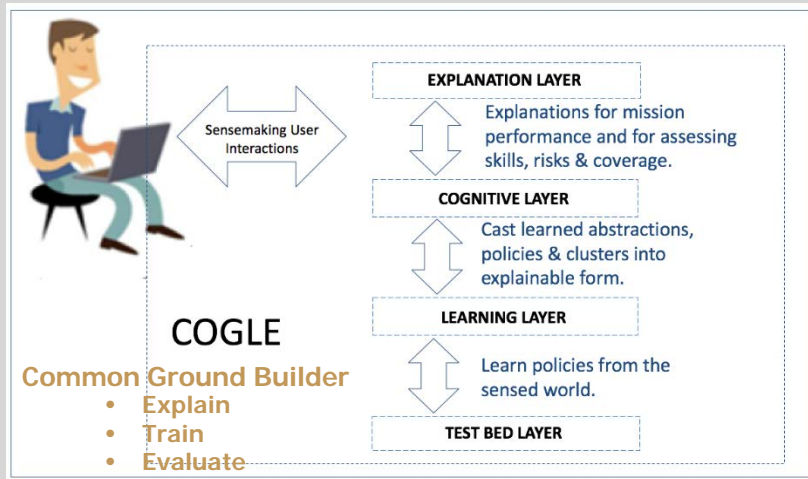 EXPLANATION LAYER
Sensemaking User
Interactions
Explanations for mission
performance and for assessing
skills, risks & coverage.
COGNITIVE LAYER
Cast learned abstractions,
policies & clusters into
explainable form.
LEARNING LAYER
COGLE
Learn policies from the
sensed world.
Common Ground Builder
• Explain
• Train
• Evaluate
TEST BED LAYER